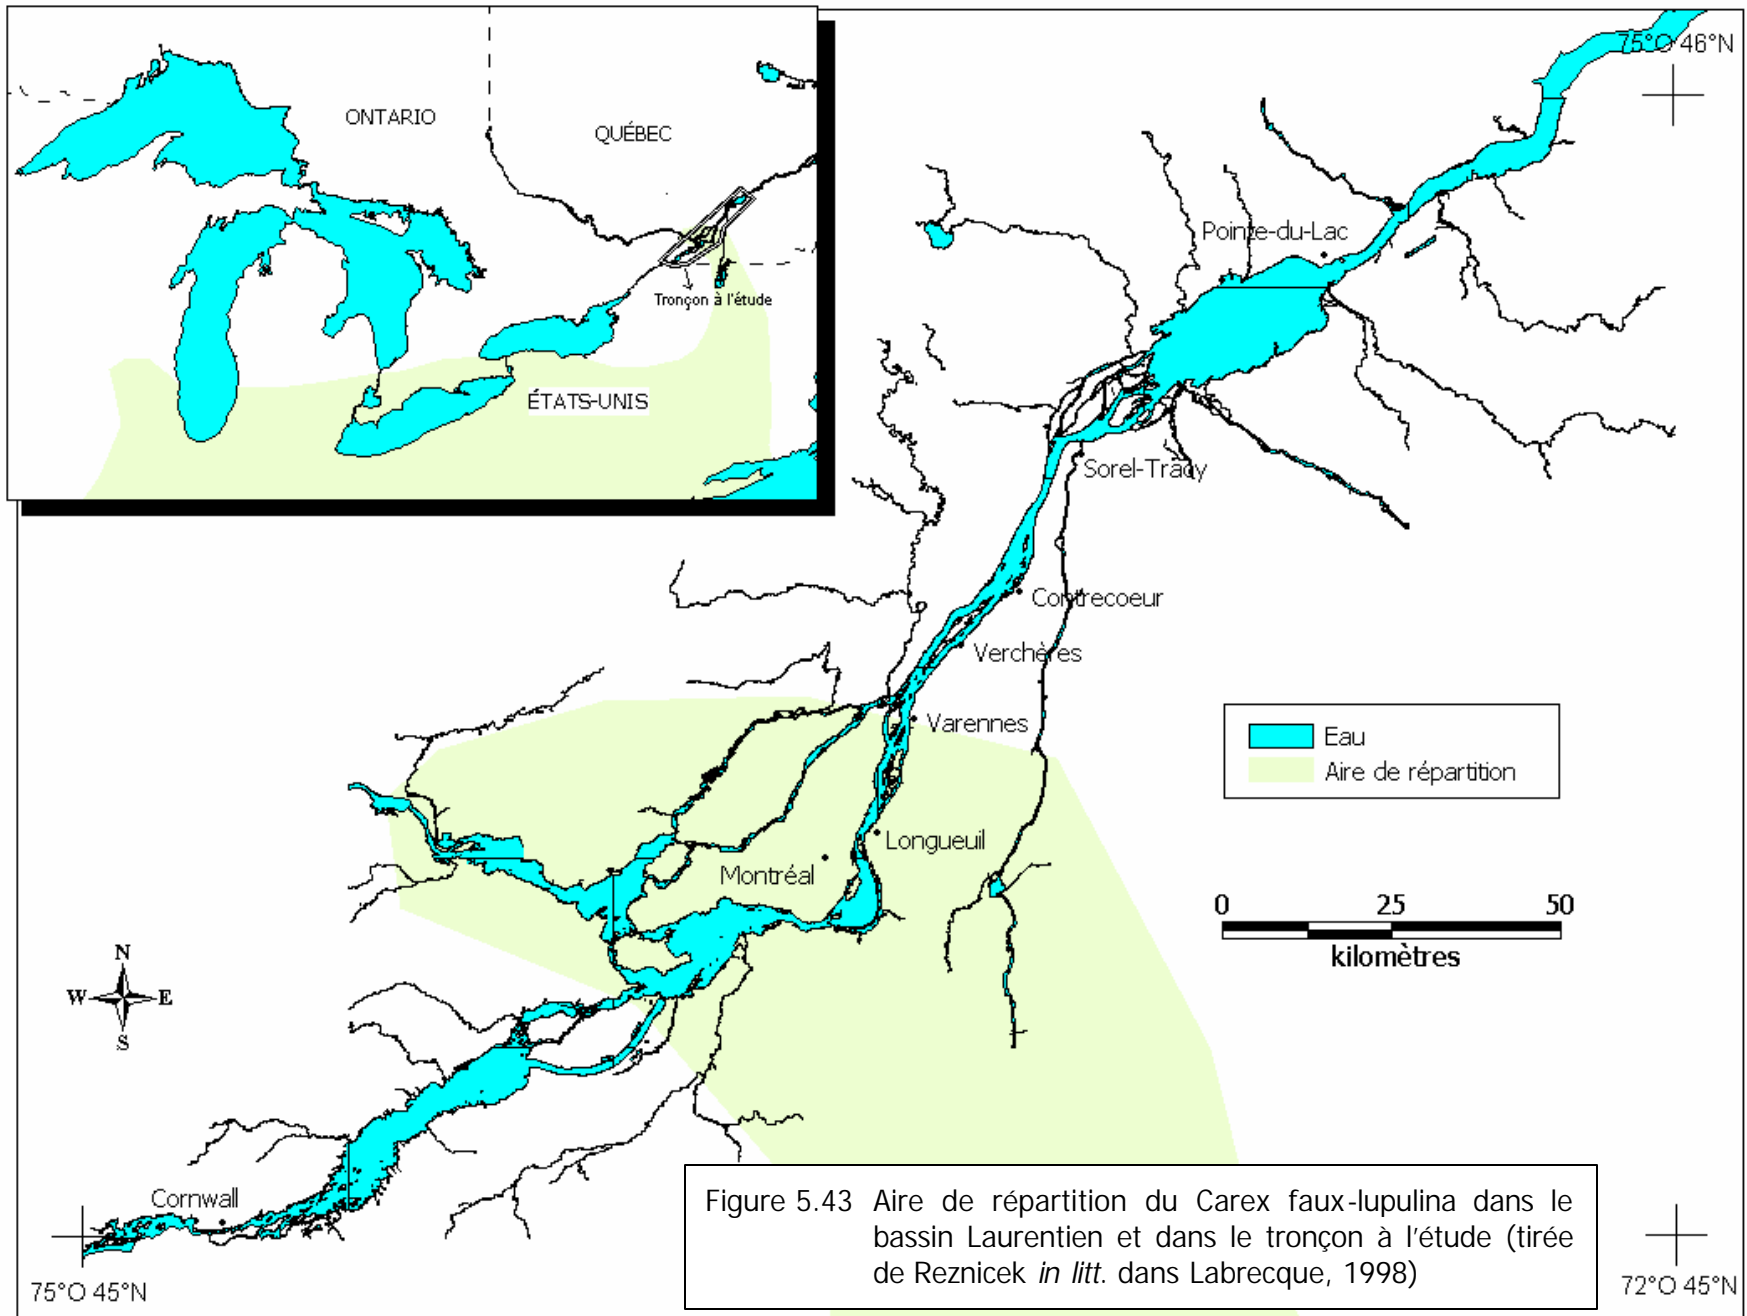 75°O 46°N
ONTARIO
QUÉBEC
Tronçon à l'étude
ÉTATS-UNIS
Pointe-du-Lac
Sorel-Tracy
Contrecoeur
Verchères
Varennes
Eau
Aire de répartition
Longueuil
Montréal
0 25 50
kilomètres
N
W E
S
Cornwall
75°O 45°N
72°O 45°N
Figure 5.43 Aire de répartition du Carex faux-lupulina dans le
bassin Laurentien et dans le tronçon à l'étude (tirée
de Reznicek in litt. dans Labrecque, 1998)